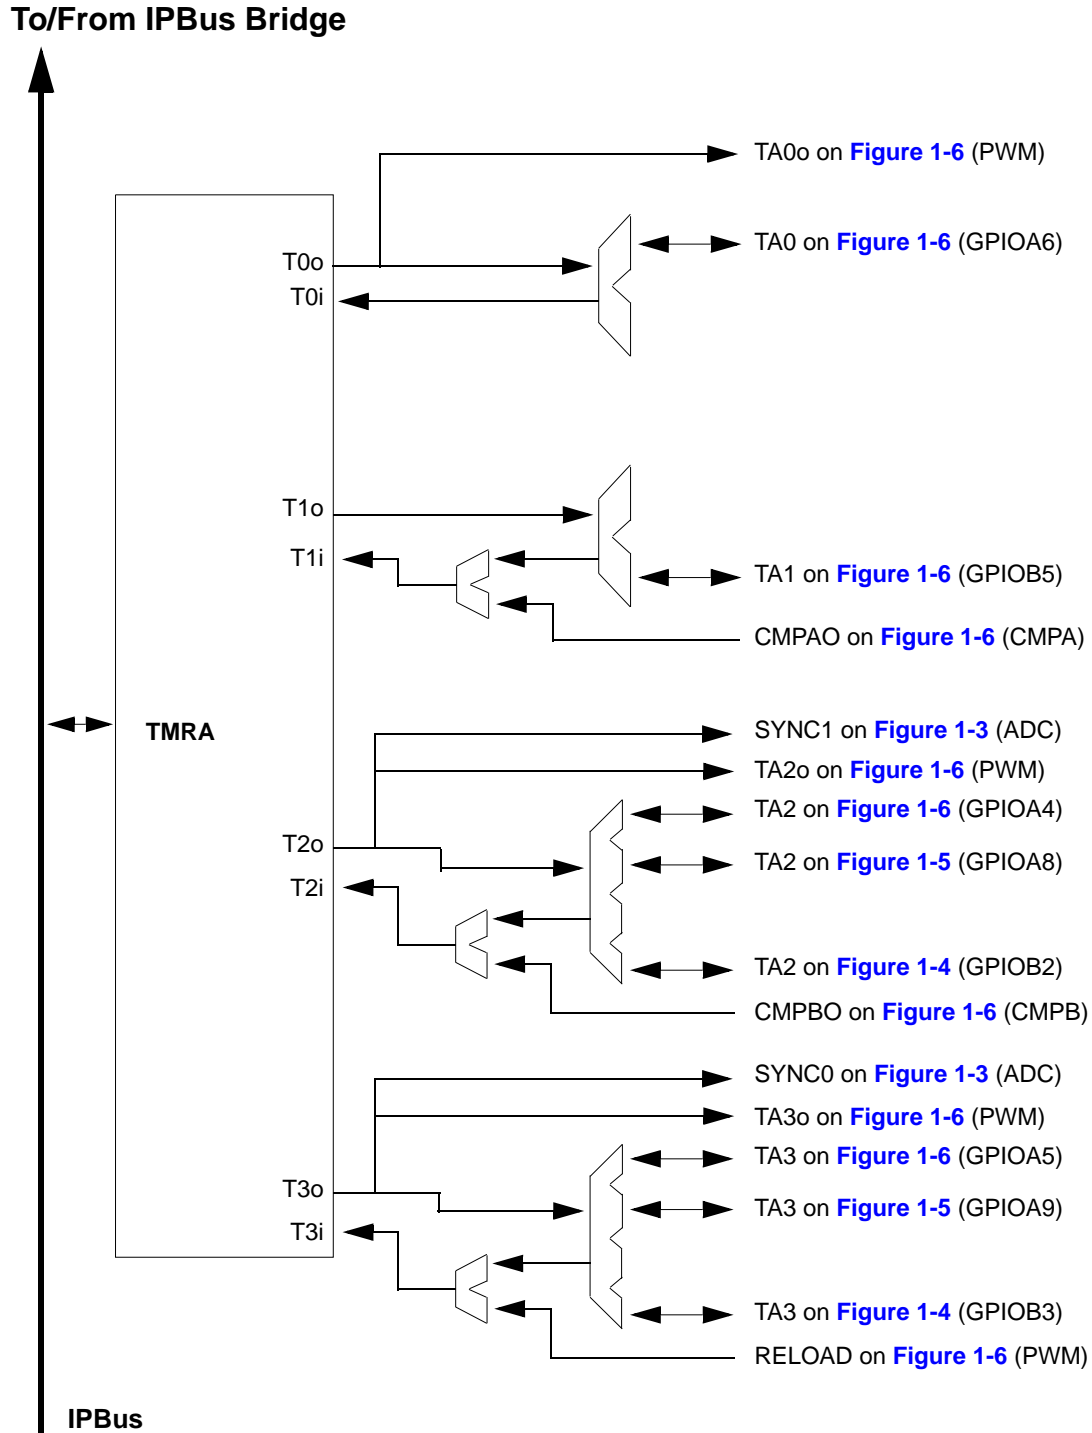 To/From IPBus Bridge
TA0o on Figure 1-6 (PWM)
TA0 on Figure 1-6 (GPIOA6)
T0o
T0i
T1o
T1i
TA1 on Figure 1-6 (GPIOB5)
CMPAO on Figure 1-6 (CMPA)
TMRA
SYNC1 on Figure 1-3 (ADC)
TA2o on Figure 1-6 (PWM)
TA2 on Figure 1-6 (GPIOA4)
T2o
TA2 on Figure 1-5 (GPIOA8)
T2i
TA2 on Figure 1-4 (GPIOB2)
CMPBO on Figure 1-6 (CMPB)
SYNC0 on Figure 1-3 (ADC)
TA3o on Figure 1-6 (PWM)
TA3 on Figure 1-6 (GPIOA5)
T3o
TA3 on Figure 1-5 (GPIOA9)
T3i
TA3 on Figure 1-4 (GPIOB3)
RELOAD on Figure 1-6 (PWM)
IPBus